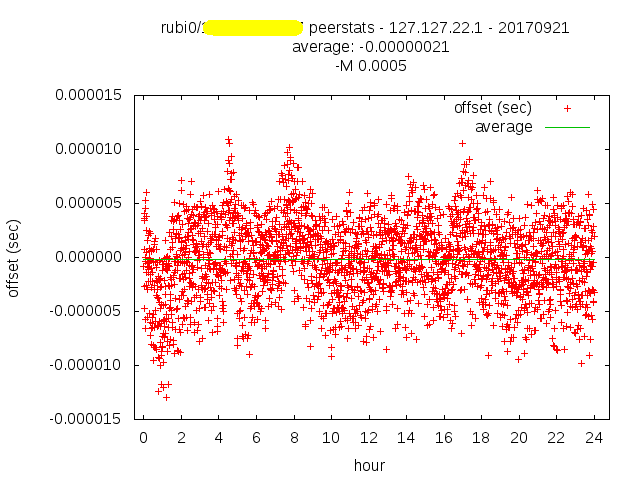 rubi0/ peerstats - 127.127.22.1 - 20170921
average: -0.00000021
-M 0.0005
offset (sec)
average
0.000015
0.000010
0.000005
0.000000
-0.000005
-0.000010
-0.000015
offset (sec)
0 2 4 6 8 10 12 14 16 18 20 22 24
hour